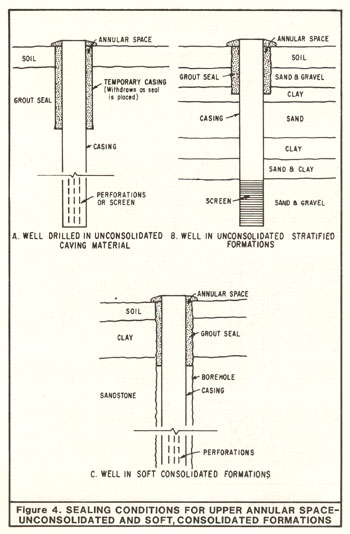 ANNULAR SPACE
SOIL
TEMPORARY CASING
(Withdrawn as seal
is placed)
GROUT SEAL
CASING
PERFORATIONS
OR SCREEN
A. WELL DRILLED IN UNCONSOLIDATED
CAVING MATERIAL
ANNULAR SPACE
SOIL
GROUT SEAL
SAND & GRAVEL
CLAY
CASING
SAND
CLAY
SAND & CLAY
SCREEN
SAND & GRAVEL
B. WELL IN UNCONSOLIDATED STRATIFIED
FORMATIONS
ANNULAR SPACE
SOIL
CLAY
GROUT SEAL
BOREHOLE
CASING
SANDSTONE
PERFORATIONS
C. WELL IN SOFT CONSOLIDATED FORMATIONS
Figure 4. SEALING CONDITIONS FOR UPPER ANNULAR SPACE-
UNCONSOLIDATED AND SOFT, CONSOLIDATED FORMATIONS